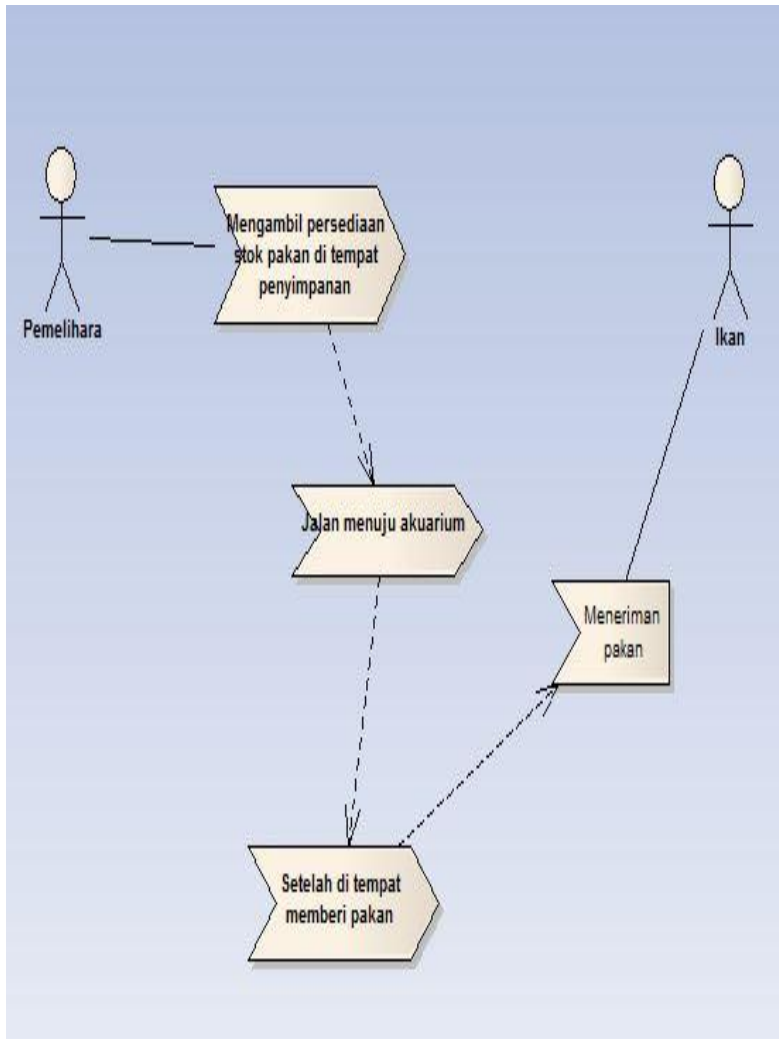 Pemelihara
Mengambil persediaan
stok pakan di tempat
penyimpanan
Ikan
Jalan menuju akuarium
Meneriman
pakan
Setelah di tempat
memberi pakan